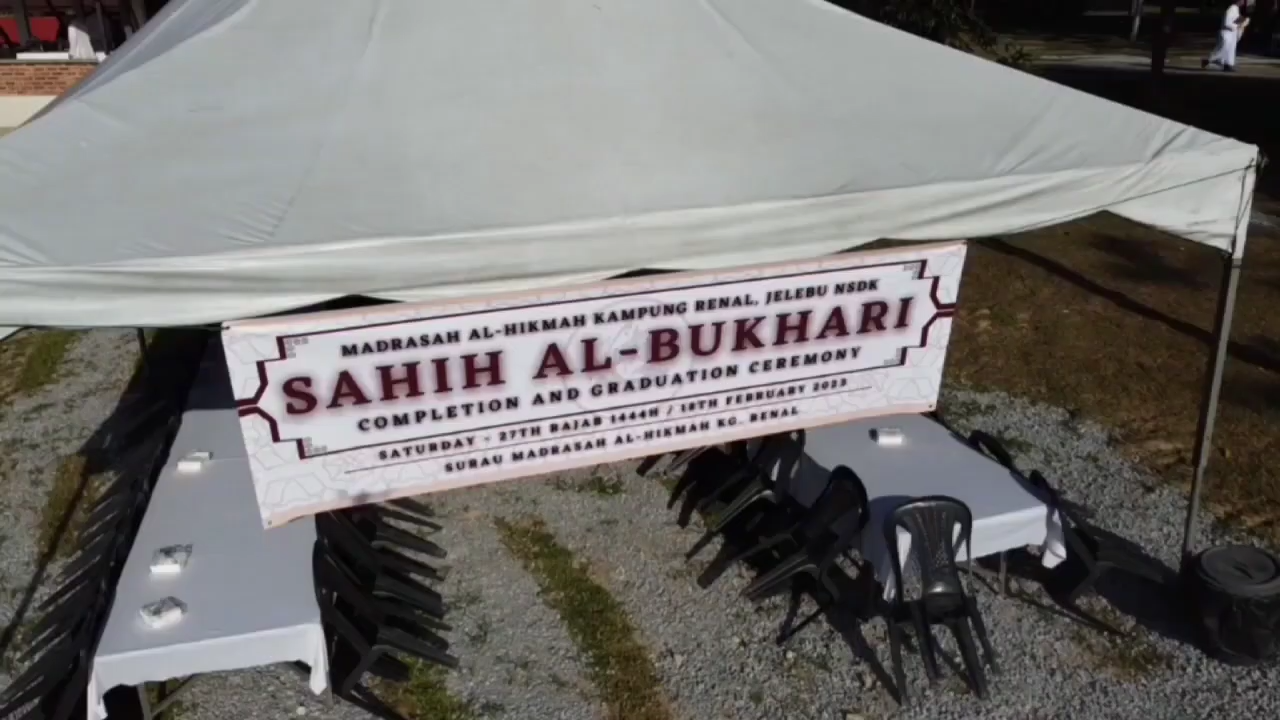 MADRASAH AL-HIKMAH KAMPUNG RENAL, JELEBU NSDK
SAHIH AL-BUKHARI
COMPLETION AND GRADUATION CEREMONY
SATURDAY - 27TH RAJAB 1444H / 18TH FEBRUARY 2023
SURAU MADRASAH AL-HIKMAH KG. RENAL